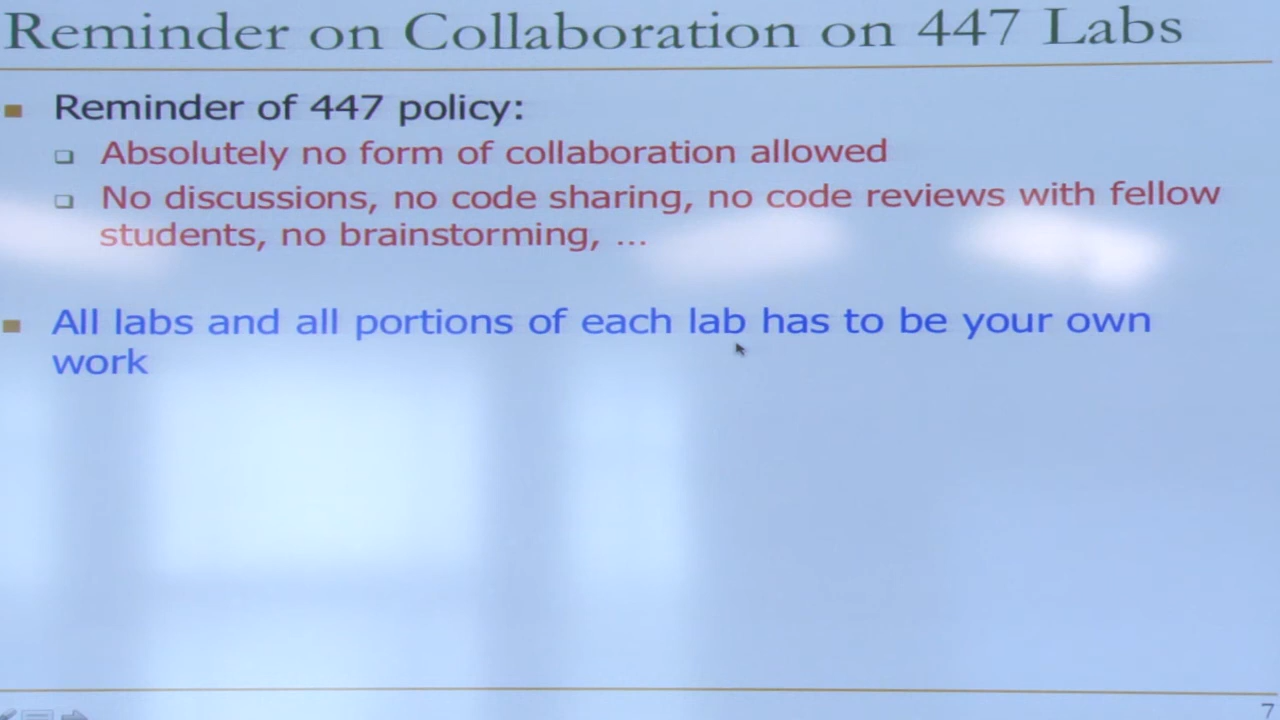 Reminder on Collaboration on 447 Labs
Reminder of 447 policy:
Absolutely no form of collaboration allowed
No discussions, no code sharing, no code reviews with fellow
students, no brainstorming, ...
All labs and all portions of each lab has to be your own
work
7